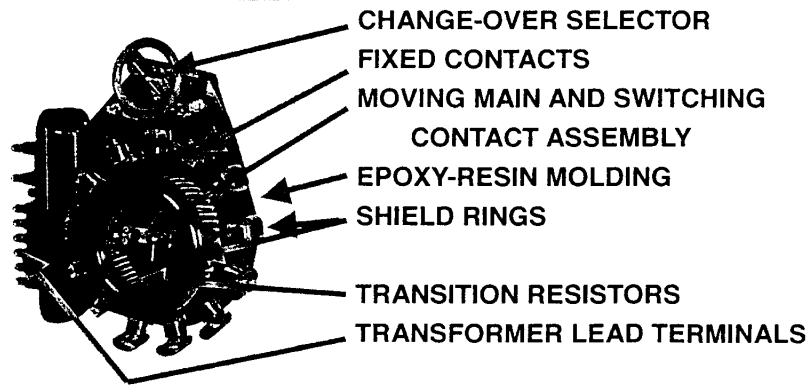 CHANGE-OVER SELECTOR
FIXED CONTACTS
MOVING MAIN AND SWITCHING
CONTACT ASSEMBLY
EPOXY-RESIN MOLDING
SHIELD RINGS
TRANSITION RESISTORS
TRANSFORMER LEAD TERMINALS